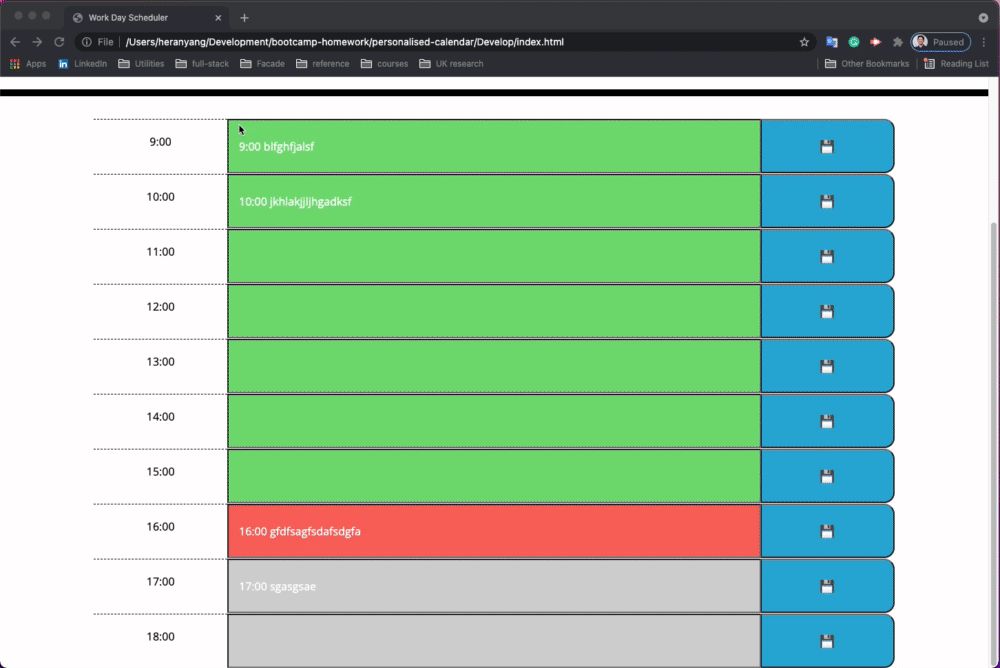 Work Day Scheduler
File /Users/heranyang/Development/bootcamp-homework/personalised-calendar/Develop/index.html Paused
Apps LinkedIn Utilities full-stack Facade reference courses UK research Other Bookmarks Reading List
9:00 9:00 blfghfjalsf
10:00 10:00 jkhlakjjljhgadksf
11:00
12:00
13:00
14:00
15:00
16:00 16:00 gfdfsagfsdafsdgfa
17:00 17:00 sgasgsae
18:00